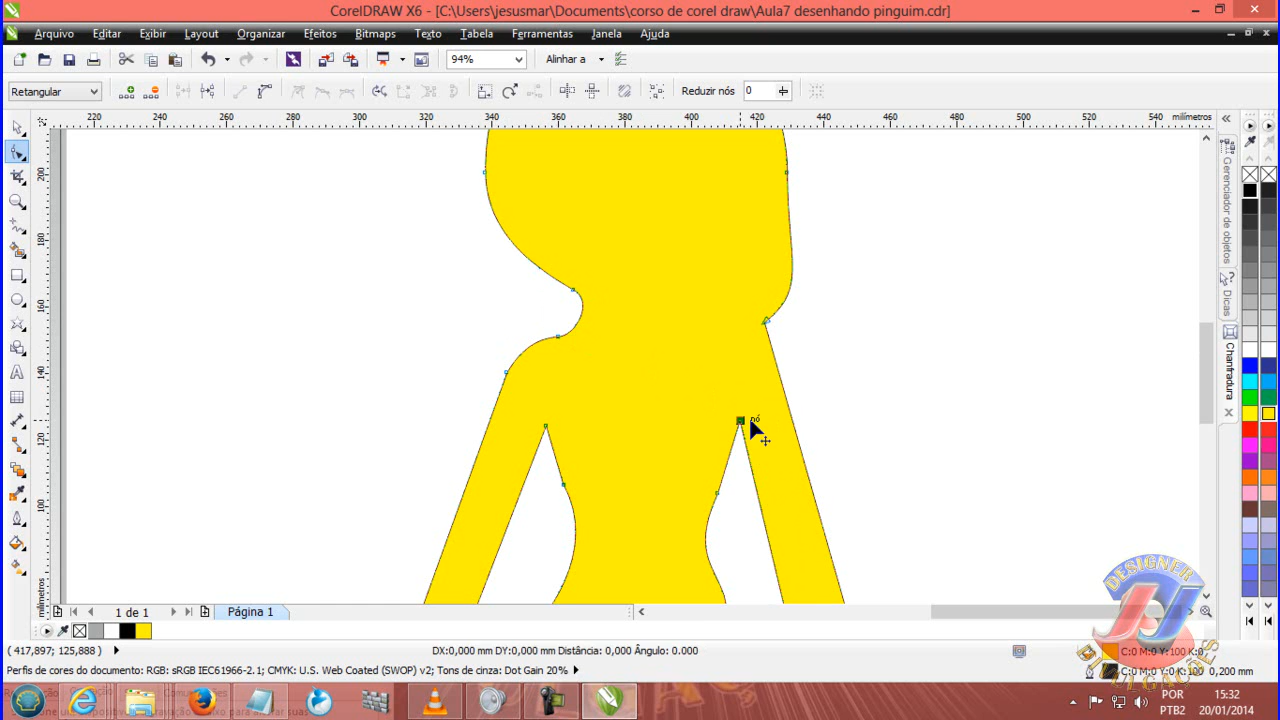 CorelDRAW X6 - [C:\Users\jesusmar\Documents\corso de corel draw\Aula7 desenhando pinguim.cdr]
Arquivo Editar Exibir Layout Organizar Efeitos Bitmaps Texto Tabela Ferramentas Janela Ajuda
94% Alinhar a
Retangular Reduzir nós 0
220 240 260 280 300 320 340 360 380 400 420 440 460 480 500 520 540 milímetros
200
180
160
140
120
100
milímetros
nó
Gerenciador de objetos
Dicas
Chanfradura
DESIGNER
1 de 1 Página 1
( 417,897; 125,888 ) DX:0,000 mm DY:0,000 mm Distância: 0,000 Ângulo: 0.000 C:0 M:0 Y:100 K:0
Perfis de cores do documento: RGB: sRGB IEC61966-2.1; CMYK: U.S. Web Coated (SWOP) v2; Tons de cinza: Dot Gain 20% C:0 M:0 Y:0 K:100 0,200 mm
POR 15:32
PTB2 20/01/2014